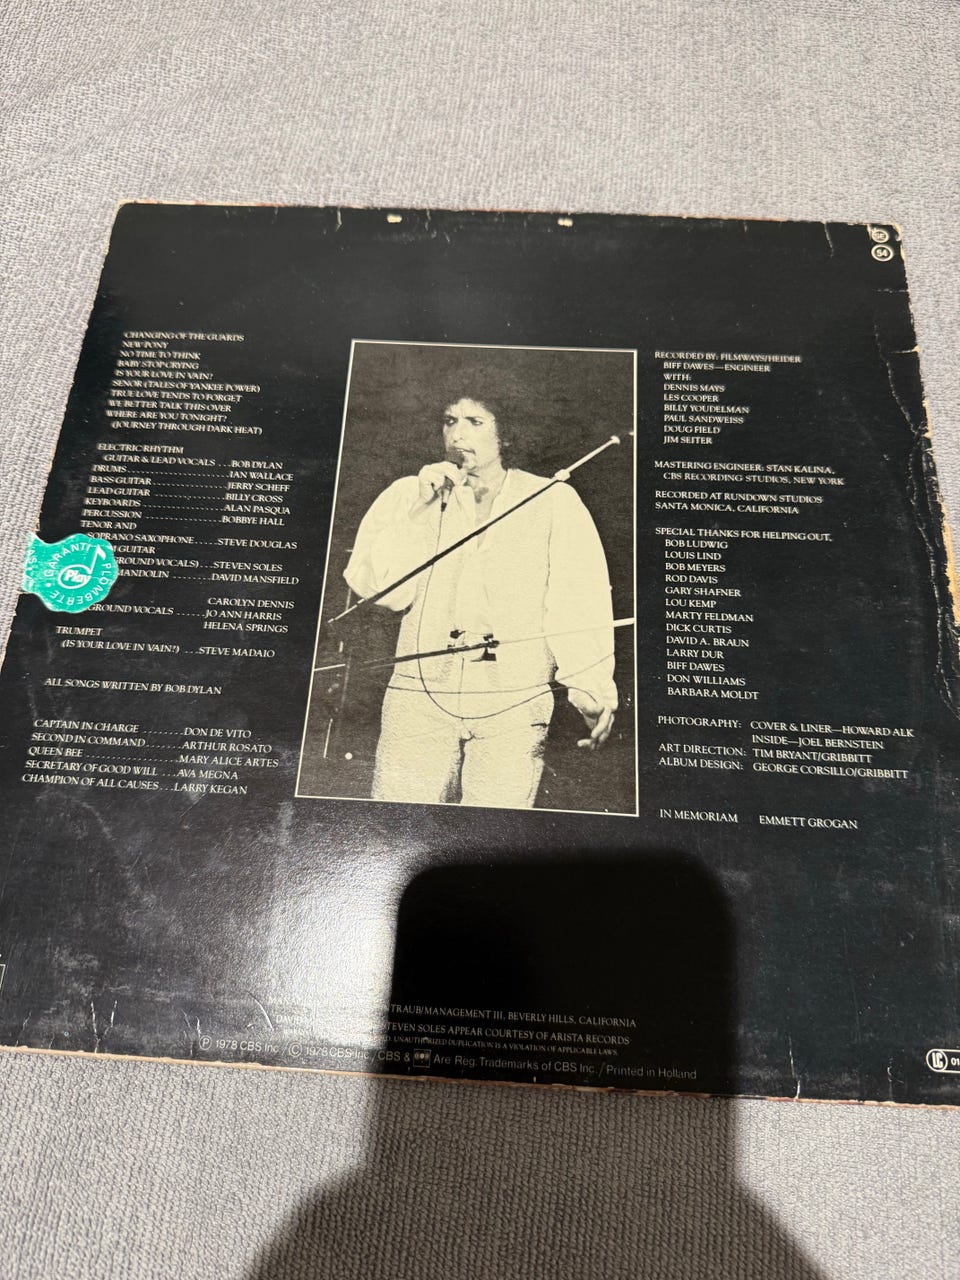 CHANGING OF THE GUARDS
NEW PONY
NO TIME TO THINK
BABY STOP CRYING
IS YOUR LOVE IN VAIN?
SENOR (TALES OF YANKEE POWER)
TRUE LOVE TENDS TO FORGET
WE BETTER TALK THIS OVER
WHERE ARE YOU TONIGHT?
(JOURNEY THROUGH DARK HEAT)
ELECTRIC RHYTHM
GUITAR & LEAD VOCALS ...BOB DYLAN
DRUMS..........................IAN WALLACE
BASS GUITAR....................JERRY SCHEFF
LEAD GUITAR ..................BILLY CROSS
KEYBOARDS......................ALAN PASQUA
PERCUSSION ....................BOBBYE HALL
TENOR AND
SOPRANO SAXOPHONE.....STEVE DOUGLAS
GUITAR
GROUND VOCALS)...STEVEN SOLES
MANDOLIN .............DAVID MANSFIELD
CAROLYN DENNIS
GROUND VOCALS ........JO ANN HARRIS
HELENA SPRINGS
TRUMPET
(IS YOUR LOVE IN VAIN?) ....STEVE MADAIO
ALL SONGS WRITTEN BY BOB DYLAN
CAPTAIN IN CHARGE ...........DON DE VITO
SECOND IN COMMAND.........ARTHUR ROSATO
QUEEN BEE........................MARY ALICE ARTES
SECRETARY OF GOOD WILL ...AVA MEGNA
CHAMPION OF ALL CAUSES...LARRY KEGAN
GARANTI
Play
PLOMBERTE
54
RECORDED BY: FILMWAYS/HEIDER
BIFF DAWES—ENGINEER
WITH:
DENNIS MAYS
LES COOPER
BILLY YOUDELMAN
PAUL SANDWEISS
DOUG FIELD
JIM SEITER
MASTERING ENGINEER: STAN KALINA,
CBS RECORDING STUDIOS, NEW YORK
RECORDED AT RUNDOWN STUDIOS
SANTA MONICA, CALIFORNIA
SPECIAL THANKS FOR HELPING OUT,
BOB LUDWIG
LOUIS LIND
BOB MEYERS
ROD DAVIS
GARY SHAFNER
LOU KEMP
MARTY FELDMAN
DICK CURTIS
DAVID A. BRAUN
LARRY DUR
BIFF DAWES
DON WILLIAMS
BARBARA MOLDT
PHOTOGRAPHY: COVER & LINER—HOWARD ALK
INSIDE—JOEL BERNSTEIN
ART DIRECTION: TIM BRYANT/GRIBBITT
ALBUM DESIGN: GEORGE CORSILLO/GRIBBITT
IN MEMORIAM EMMETT GROGAN
TRAUB/MANAGEMENT III, BEVERLY HILLS, CALIFORNIA
STEVEN SOLES APPEAR COURTESY OF ARISTA RECORDS
UNAUTHORIZED DUPLICATION IS A VIOLATION OF APPLICABLE LAWS.
℗ 1978 CBS Inc./© 1978 CBS Inc./CBS & Are Reg. Trademarks of CBS Inc./Printed in Holland
LC 01